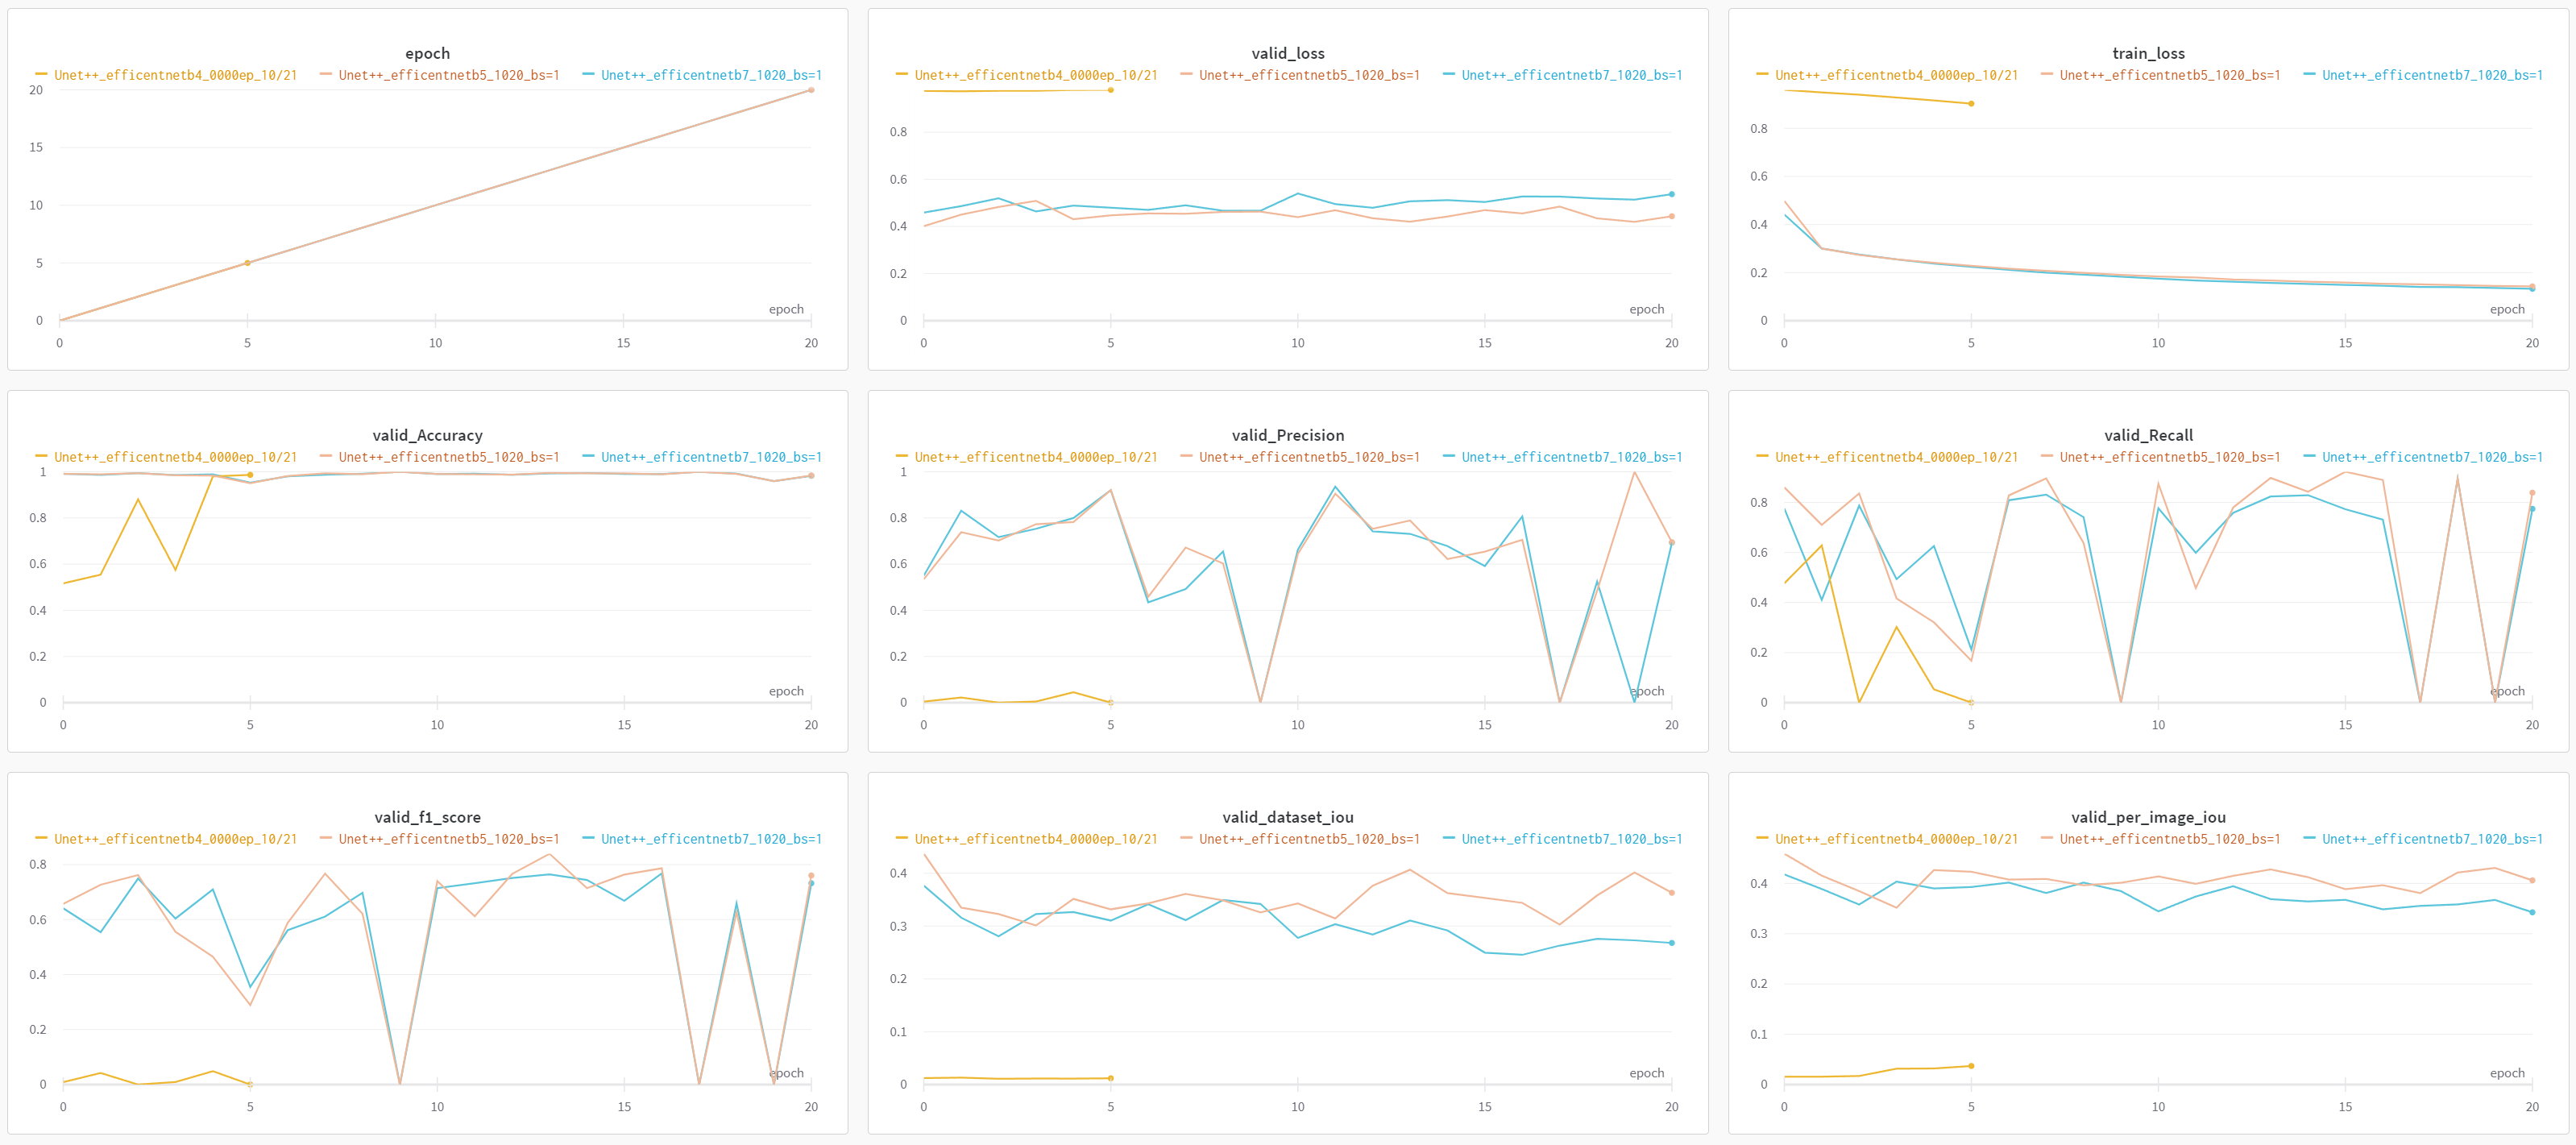 epoch
Unet++_efficentnetb4_0000ep_10/21 Unet++_efficentnetb5_1020_bs=1 Unet++_efficentnetb7_1020_bs=1
20
15
10
5
0
epoch
0 5 10 15 20
valid_loss
Unet++_efficentnetb4_0000ep_10/21 Unet++_efficentnetb5_1020_bs=1 Unet++_efficentnetb7_1020_bs=1
0.8
0.6
0.4
0.2
0
epoch
0 5 10 15 20
train_loss
Unet++_efficentnetb4_0000ep_10/21 Unet++_efficentnetb5_1020_bs=1 Unet++_efficentnetb7_1020_bs=1
0.8
0.6
0.4
0.2
0
epoch
0 5 10 15 20
valid_Accuracy
Unet++_efficentnetb4_0000ep_10/21 Unet++_efficentnetb5_1020_bs=1 Unet++_efficentnetb7_1020_bs=1
1
0.8
0.6
0.4
0.2
0
epoch
0 5 10 15 20
valid_Precision
Unet++_efficentnetb4_0000ep_10/21 Unet++_efficentnetb5_1020_bs=1 Unet++_efficentnetb7_1020_bs=1
1
0.8
0.6
0.4
0.2
0
epoch
0 5 10 15 20
valid_Recall
Unet++_efficentnetb4_0000ep_10/21 Unet++_efficentnetb5_1020_bs=1 Unet++_efficentnetb7_1020_bs=1
0.8
0.6
0.4
0.2
0
epoch
0 5 10 15 20
valid_f1_score
Unet++_efficentnetb4_0000ep_10/21 Unet++_efficentnetb5_1020_bs=1 Unet++_efficentnetb7_1020_bs=1
0.8
0.6
0.4
0.2
0
epoch
0 5 10 15 20
valid_dataset_iou
Unet++_efficentnetb4_0000ep_10/21 Unet++_efficentnetb5_1020_bs=1 Unet++_efficentnetb7_1020_bs=1
0.4
0.3
0.2
0.1
0
epoch
0 5 10 15 20
valid_per_image_iou
Unet++_efficentnetb4_0000ep_10/21 Unet++_efficentnetb5_1020_bs=1 Unet++_efficentnetb7_1020_bs=1
0.4
0.3
0.2
0.1
0
epoch
0 5 10 15 20